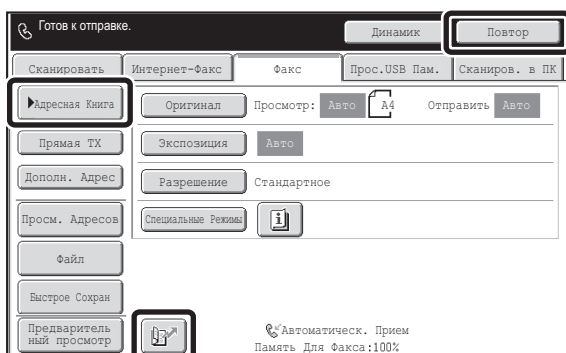 Готов к отправке.
Динамик
Повтор
Сканировать
Интернет-Факс
Факс
Прос.USB Пам.
Сканиров. в ПК
Адресная Книга
Оригинал
Просмотр:
Авто
A4
Отправить
Авто
Прямая TX
Экспозиция
Авто
Дополн. Адрес
Разрешение
Стандартное
Просм. Адресов
Специальные Режимы
Файл
Быстрое Сохран
Предваритель
ный просмотр
Автоматическ. Прием
Память Для Факса:100%